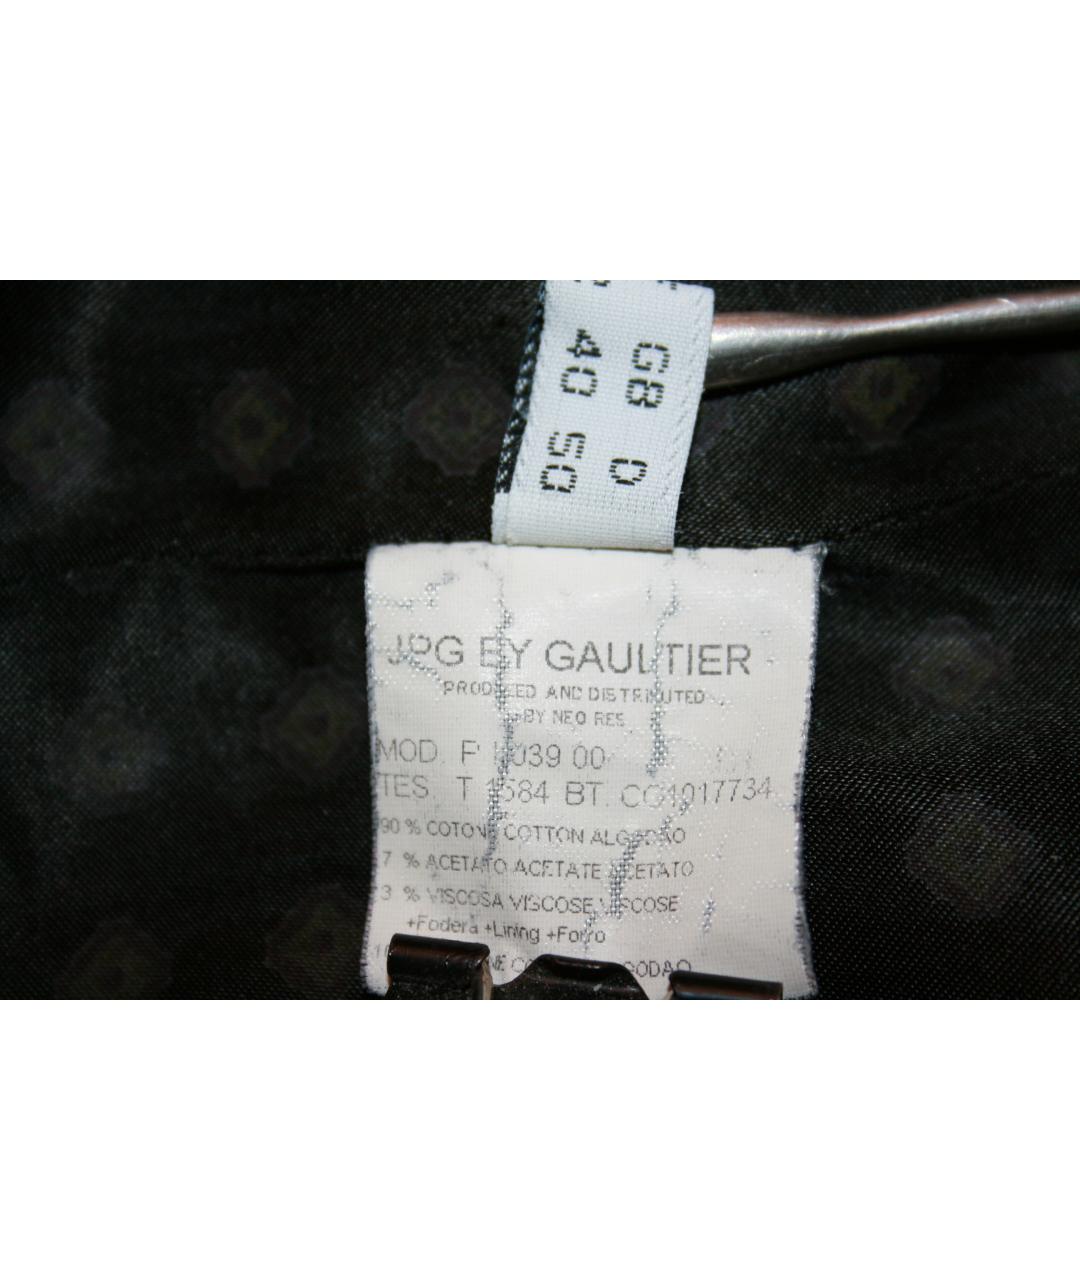 GB 0
40 50
JPG BY GAULTIER
PRODUCED AND DISTRIBUTED
BY NEO RES
MOD. P 039 00
TES. T 1584 BT. CO1017734
90 % COTONE COTTON ALGODAO
7 % ACETATO ACETATE ACETATO
3 % VISCOSA VISCOSE VISCOSE
+Fodera +Lining +Forro